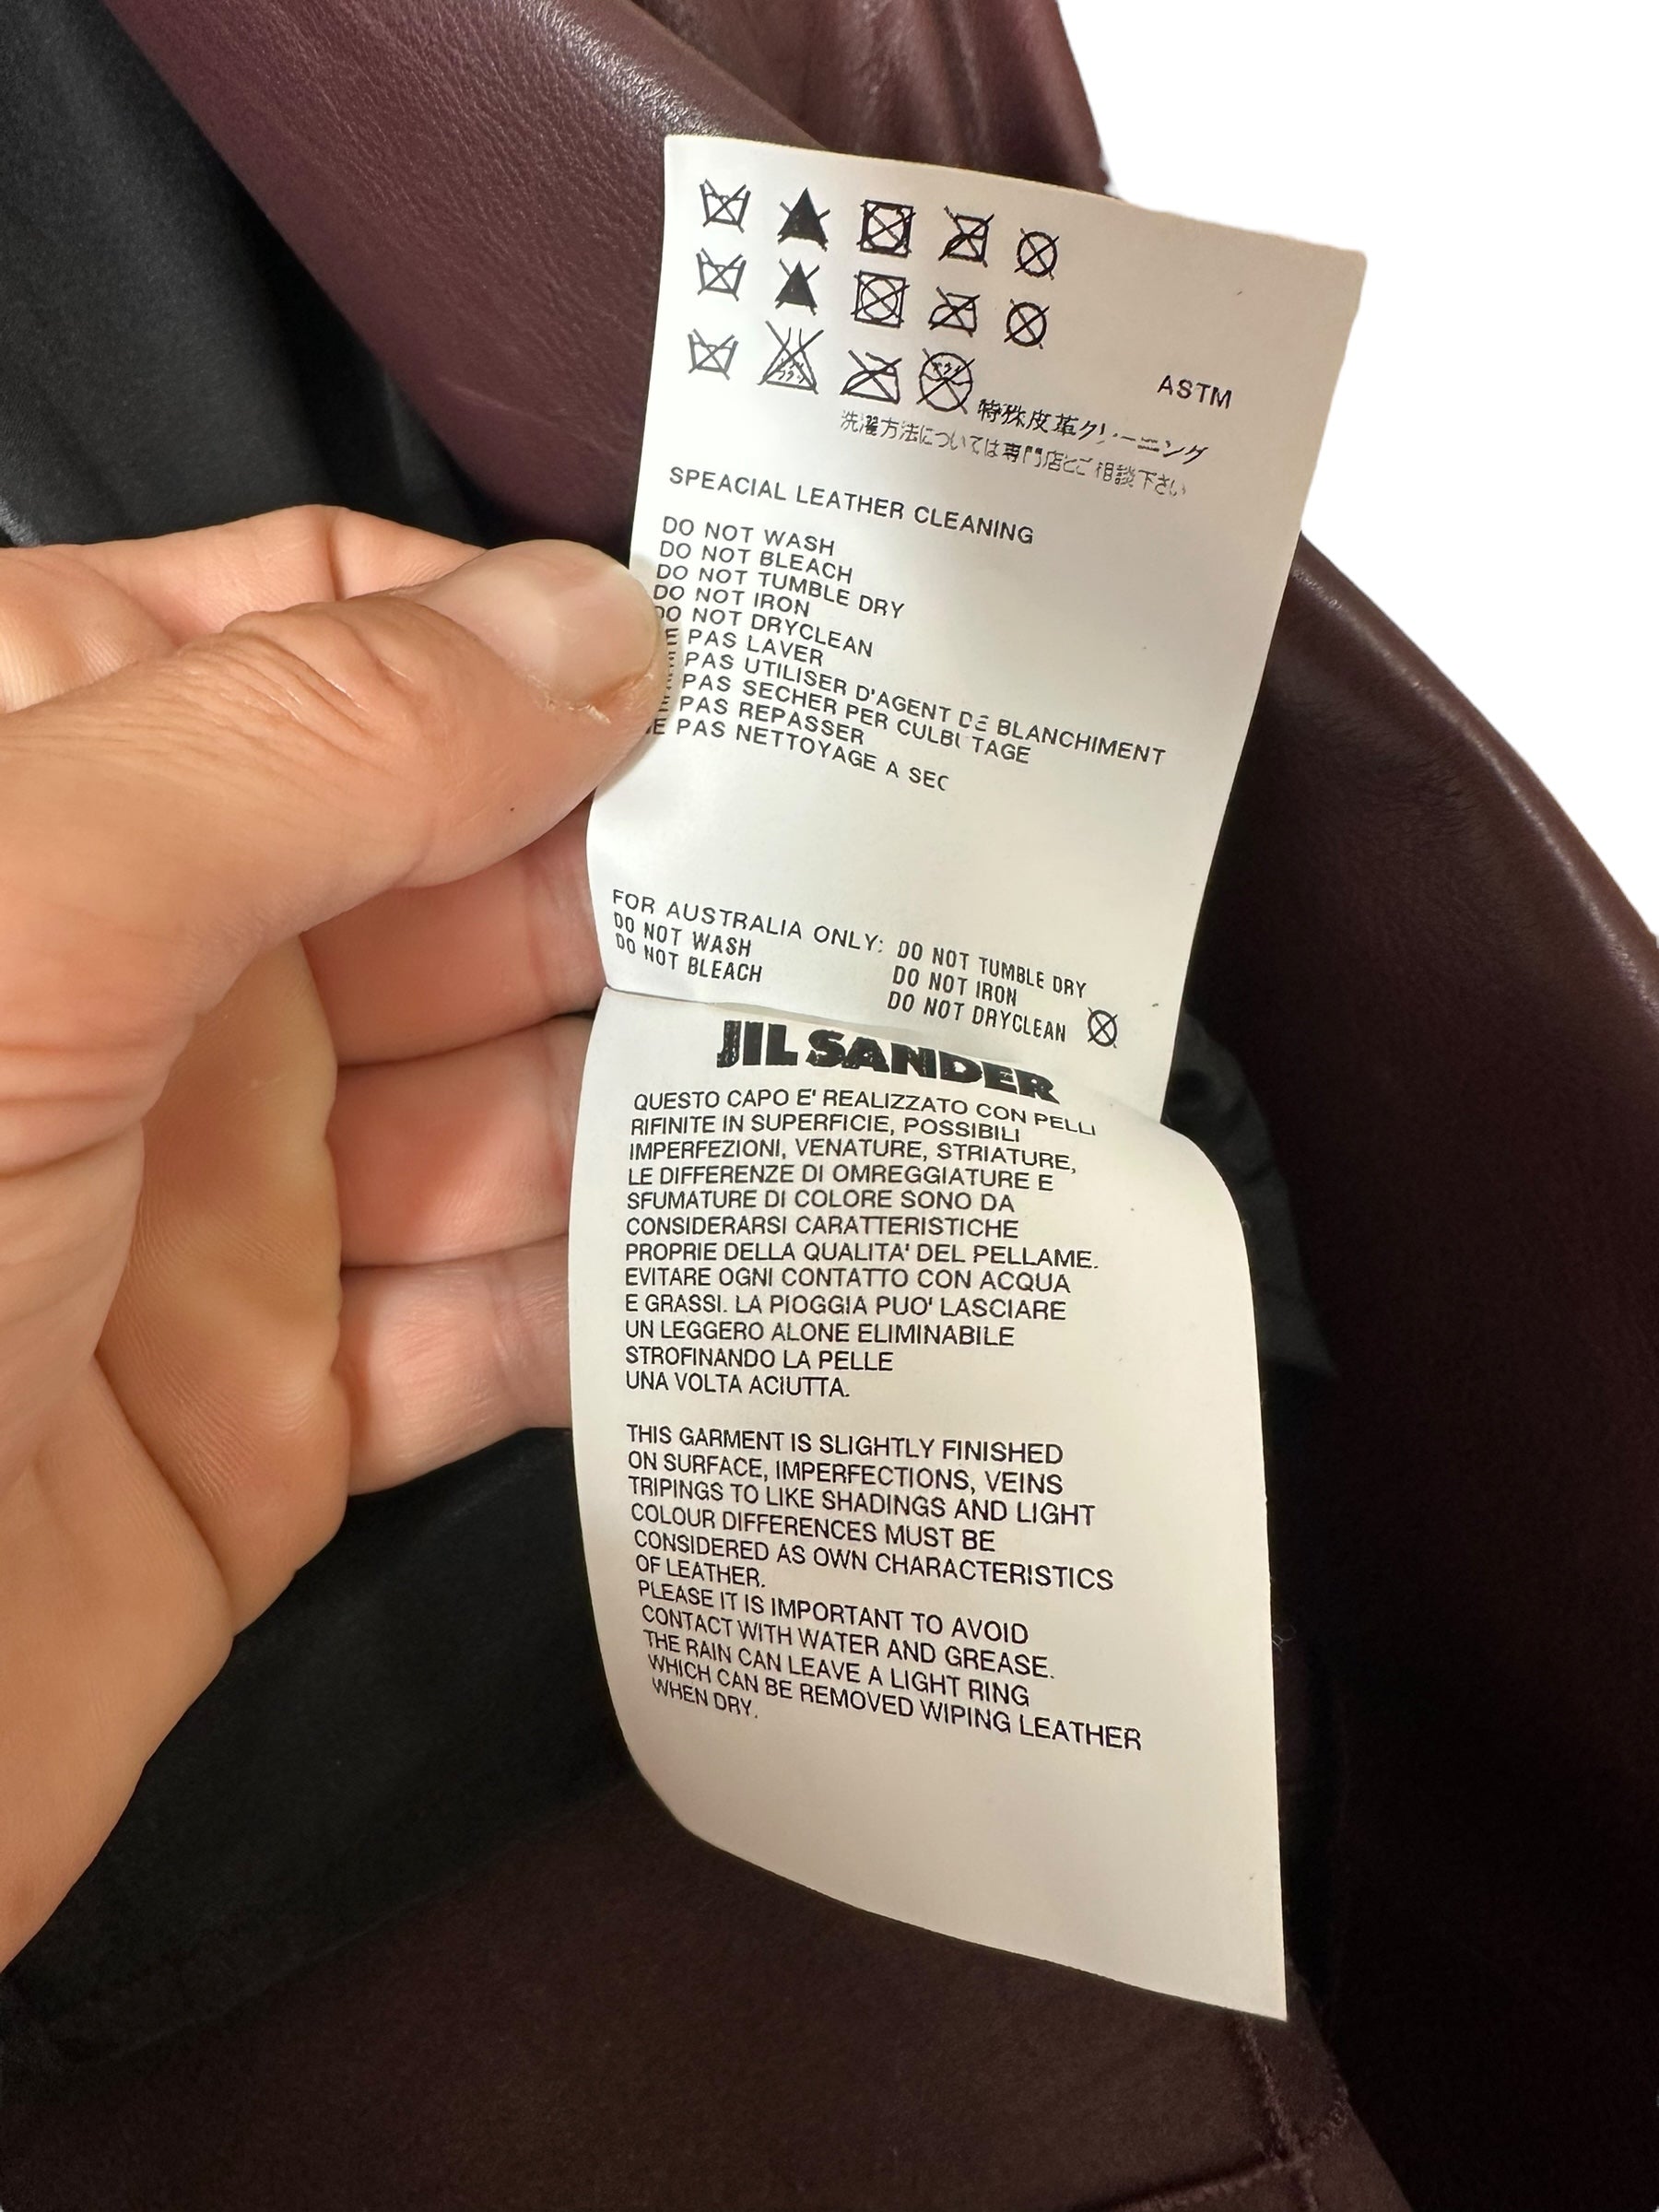 ASTM
特殊皮革クリーニング
洗濯方法については専門店とご相談下さい
SPEACIAL LEATHER CLEANING
DO NOT WASH
DO NOT BLEACH
DO NOT TUMBLE DRY
DO NOT IRON
DO NOT DRYCLEAN
PAS LAVER
PAS UTILISER D'AGENT DE BLANCHIMENT
PAS SECHER PER CULBUTAGE
PAS REPASSER
PAS NETTOYAGE A SEC
FOR AUSTRALIA ONLY: DO NOT TUMBLE DRY
DO NOT WASH DO NOT IRON
DO NOT BLEACH DO NOT DRYCLEAN
JIL SANDER
QUESTO CAPO E' REALIZZATO CON PELLI
RIFINITE IN SUPERFICIE, POSSIBILI
IMPERFEZIONI, VENATURE, STRIATURE,
LE DIFFERENZE DI OMREGGIATURE E
SFUMATURE DI COLORE SONO DA
CONSIDERARSI CARATTERISTICHE
PROPRIE DELLA QUALITA' DEL PELLAME.
EVITARE OGNI CONTATTO CON ACQUA
E GRASSI. LA PIOGGIA PUO' LASCIARE
UN LEGGERO ALONE ELIMINABILE
STROFINANDO LA PELLE
UNA VOLTA ACIUTTA.
THIS GARMENT IS SLIGHTLY FINISHED
ON SURFACE, IMPERFECTIONS, VEINS
TRIPINGS TO LIKE SHADINGS AND LIGHT
COLOUR DIFFERENCES MUST BE
CONSIDERED AS OWN CHARACTERISTICS
OF LEATHER.
PLEASE IT IS IMPORTANT TO AVOID
CONTACT WITH WATER AND GREASE.
THE RAIN CAN LEAVE A LIGHT RING
WHICH CAN BE REMOVED WIPING LEATHER
WHEN DRY.